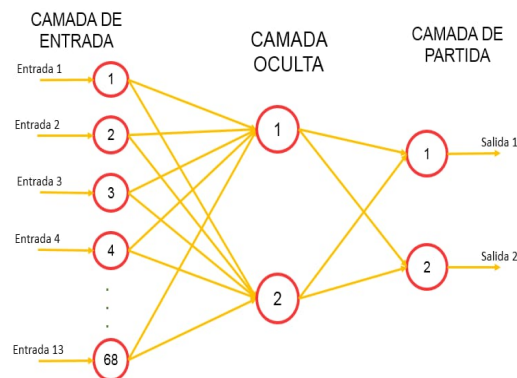 CAMADA DE
ENTRADA
CAMADA
OCULTA
CAMADA DE
PARTIDA
Entrada 1
1
Entrada 2
2
Entrada 3
3
Entrada 4
4
Entrada 13
68
1
2
1
Salida 1
2
Salida 2